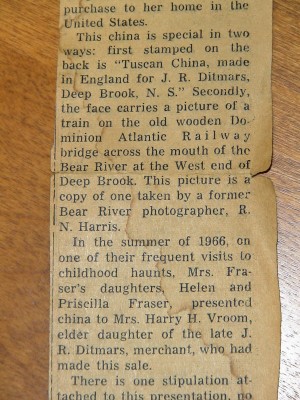 purchase to her home in the
United States.
This china is special in two
ways: first stamped on the
back is "Tuscan China, made
in England for J. R. Ditmars,
Deep Brook, N. S." Secondly,
the face carries a picture of a
train on the old wooden Do-
minion Atlantic Railway
bridge across the mouth of the
Bear River at the West end of
Deep Brook. This picture is a
copy of one taken by a former
Bear River photographer, R.
N. Harris.
In the summer of 1966, on
one of their frequent visits to
childhood haunts, Mrs. Fra-
ser's daughters, Helen and
Priscilla Fraser, presented
china to Mrs. Harry H. Vroom,
elder daughter of the late J.
R. Ditmars, merchant, who had
made this sale.
There is one stipulation at-
tached to this presentation, no